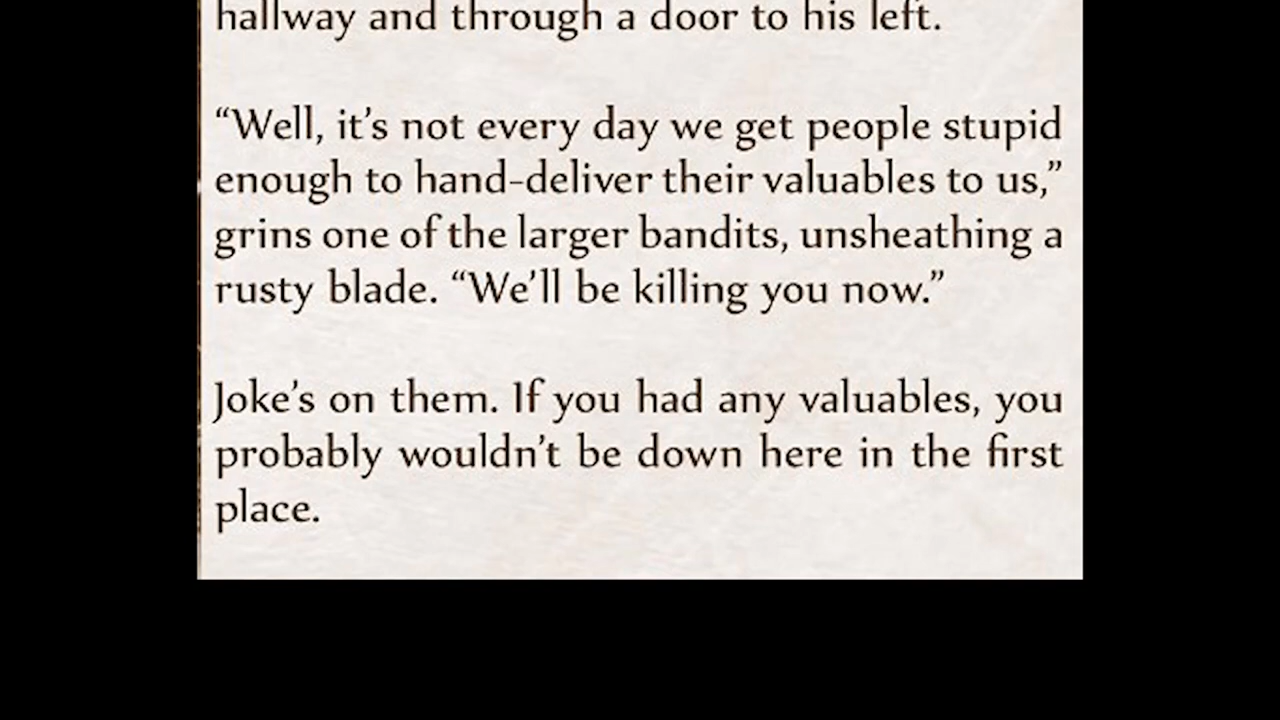 hallway and through a door to his left.
“Well, it’s not every day we get people stupid
enough to hand-deliver their valuables to us,”
grins one of the larger bandits, unsheathing a
rusty blade. “We’ll be killing you now.”
Joke’s on them. If you had any valuables, you
probably wouldn’t be down here in the first
place.